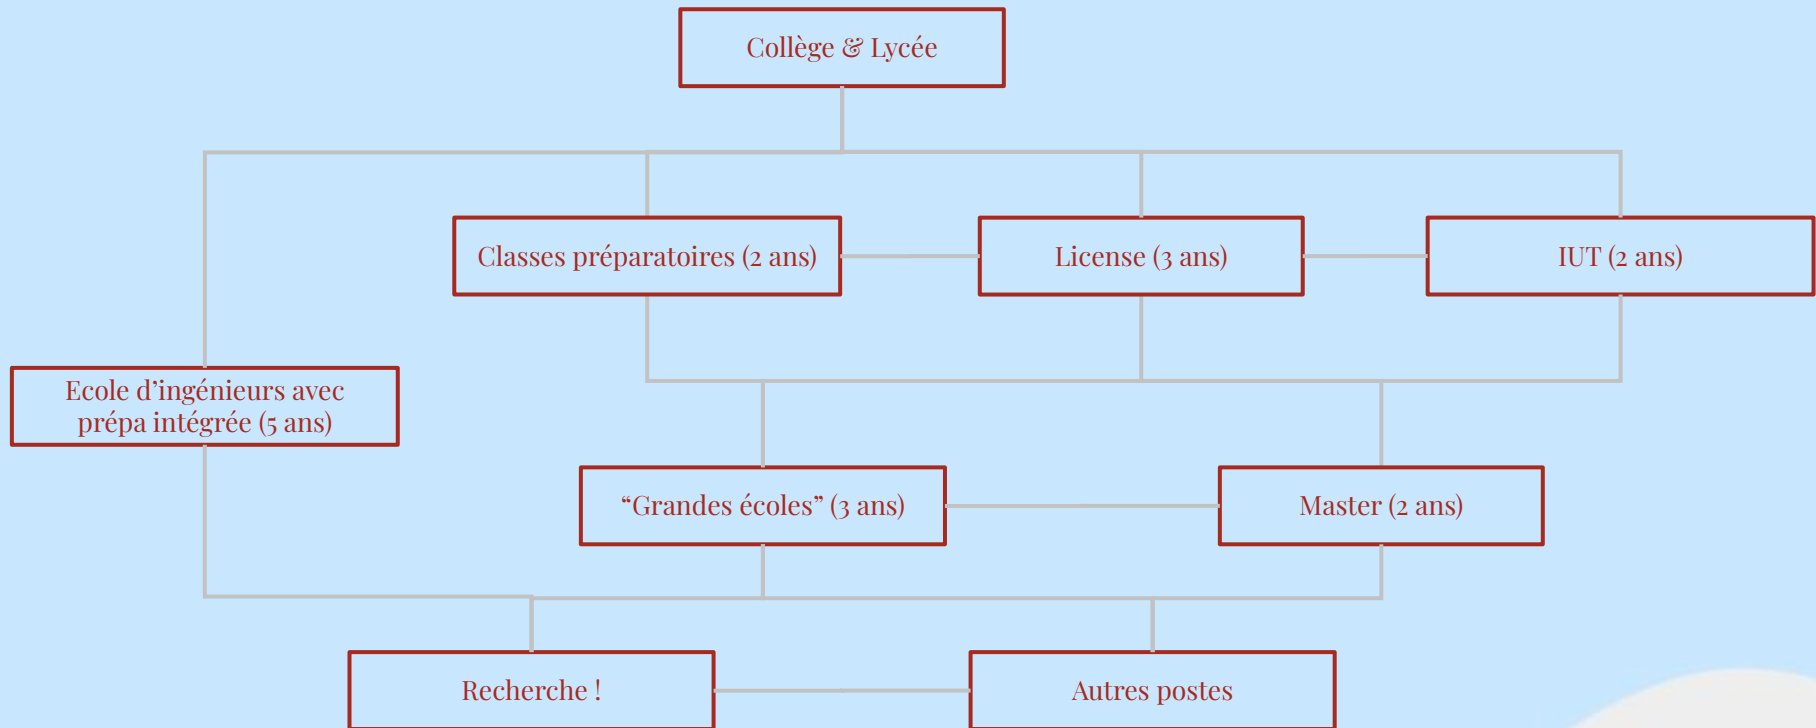 Collège & Lycée
Classes préparatoires (2 ans)
License (3 ans)
IUT (2 ans)
Ecole d’ingénieurs avec
prépa intégrée (5 ans)
“Grandes écoles” (3 ans)
Master (2 ans)
Recherche !
Autres postes